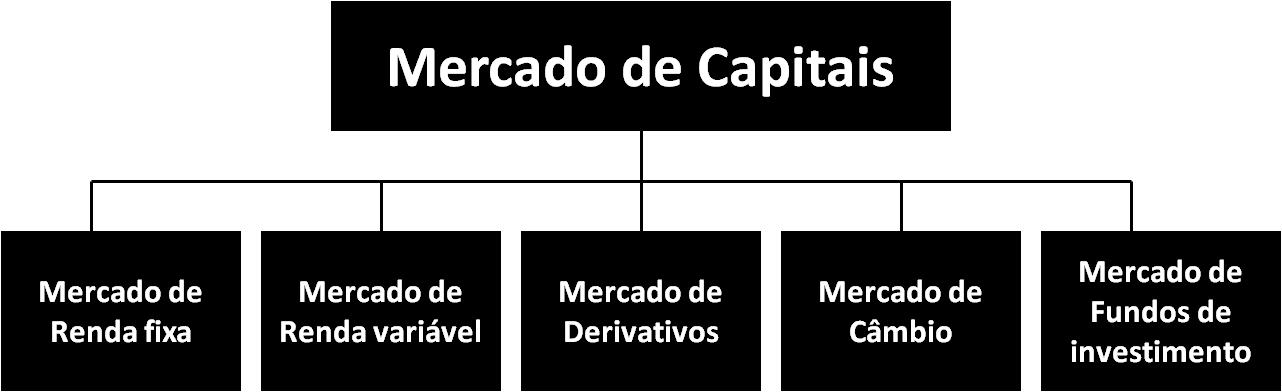 Mercado de Capitais
Mercado de
Renda fixa
Mercado de
Renda variável
Mercado de
Derivativos
Mercado de
Câmbio
Mercado de
Fundos de
investimento